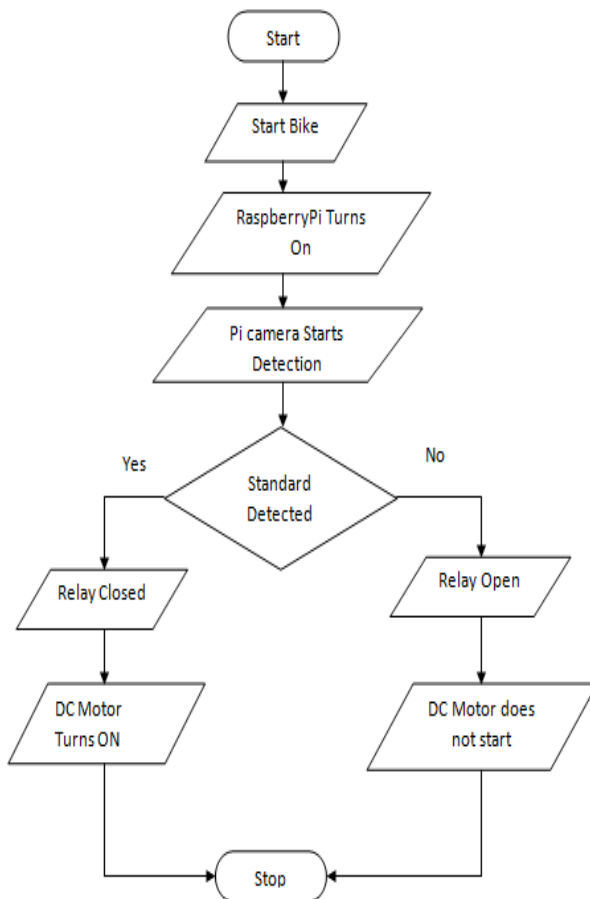 Start
Start Bike
RaspberryPi Turns
On
Pi camera Starts
Detection
Yes
No
Standard
Detected
Relay Closed
Relay Open
DC Motor
Turns ON
DC Motor does
not start
Stop